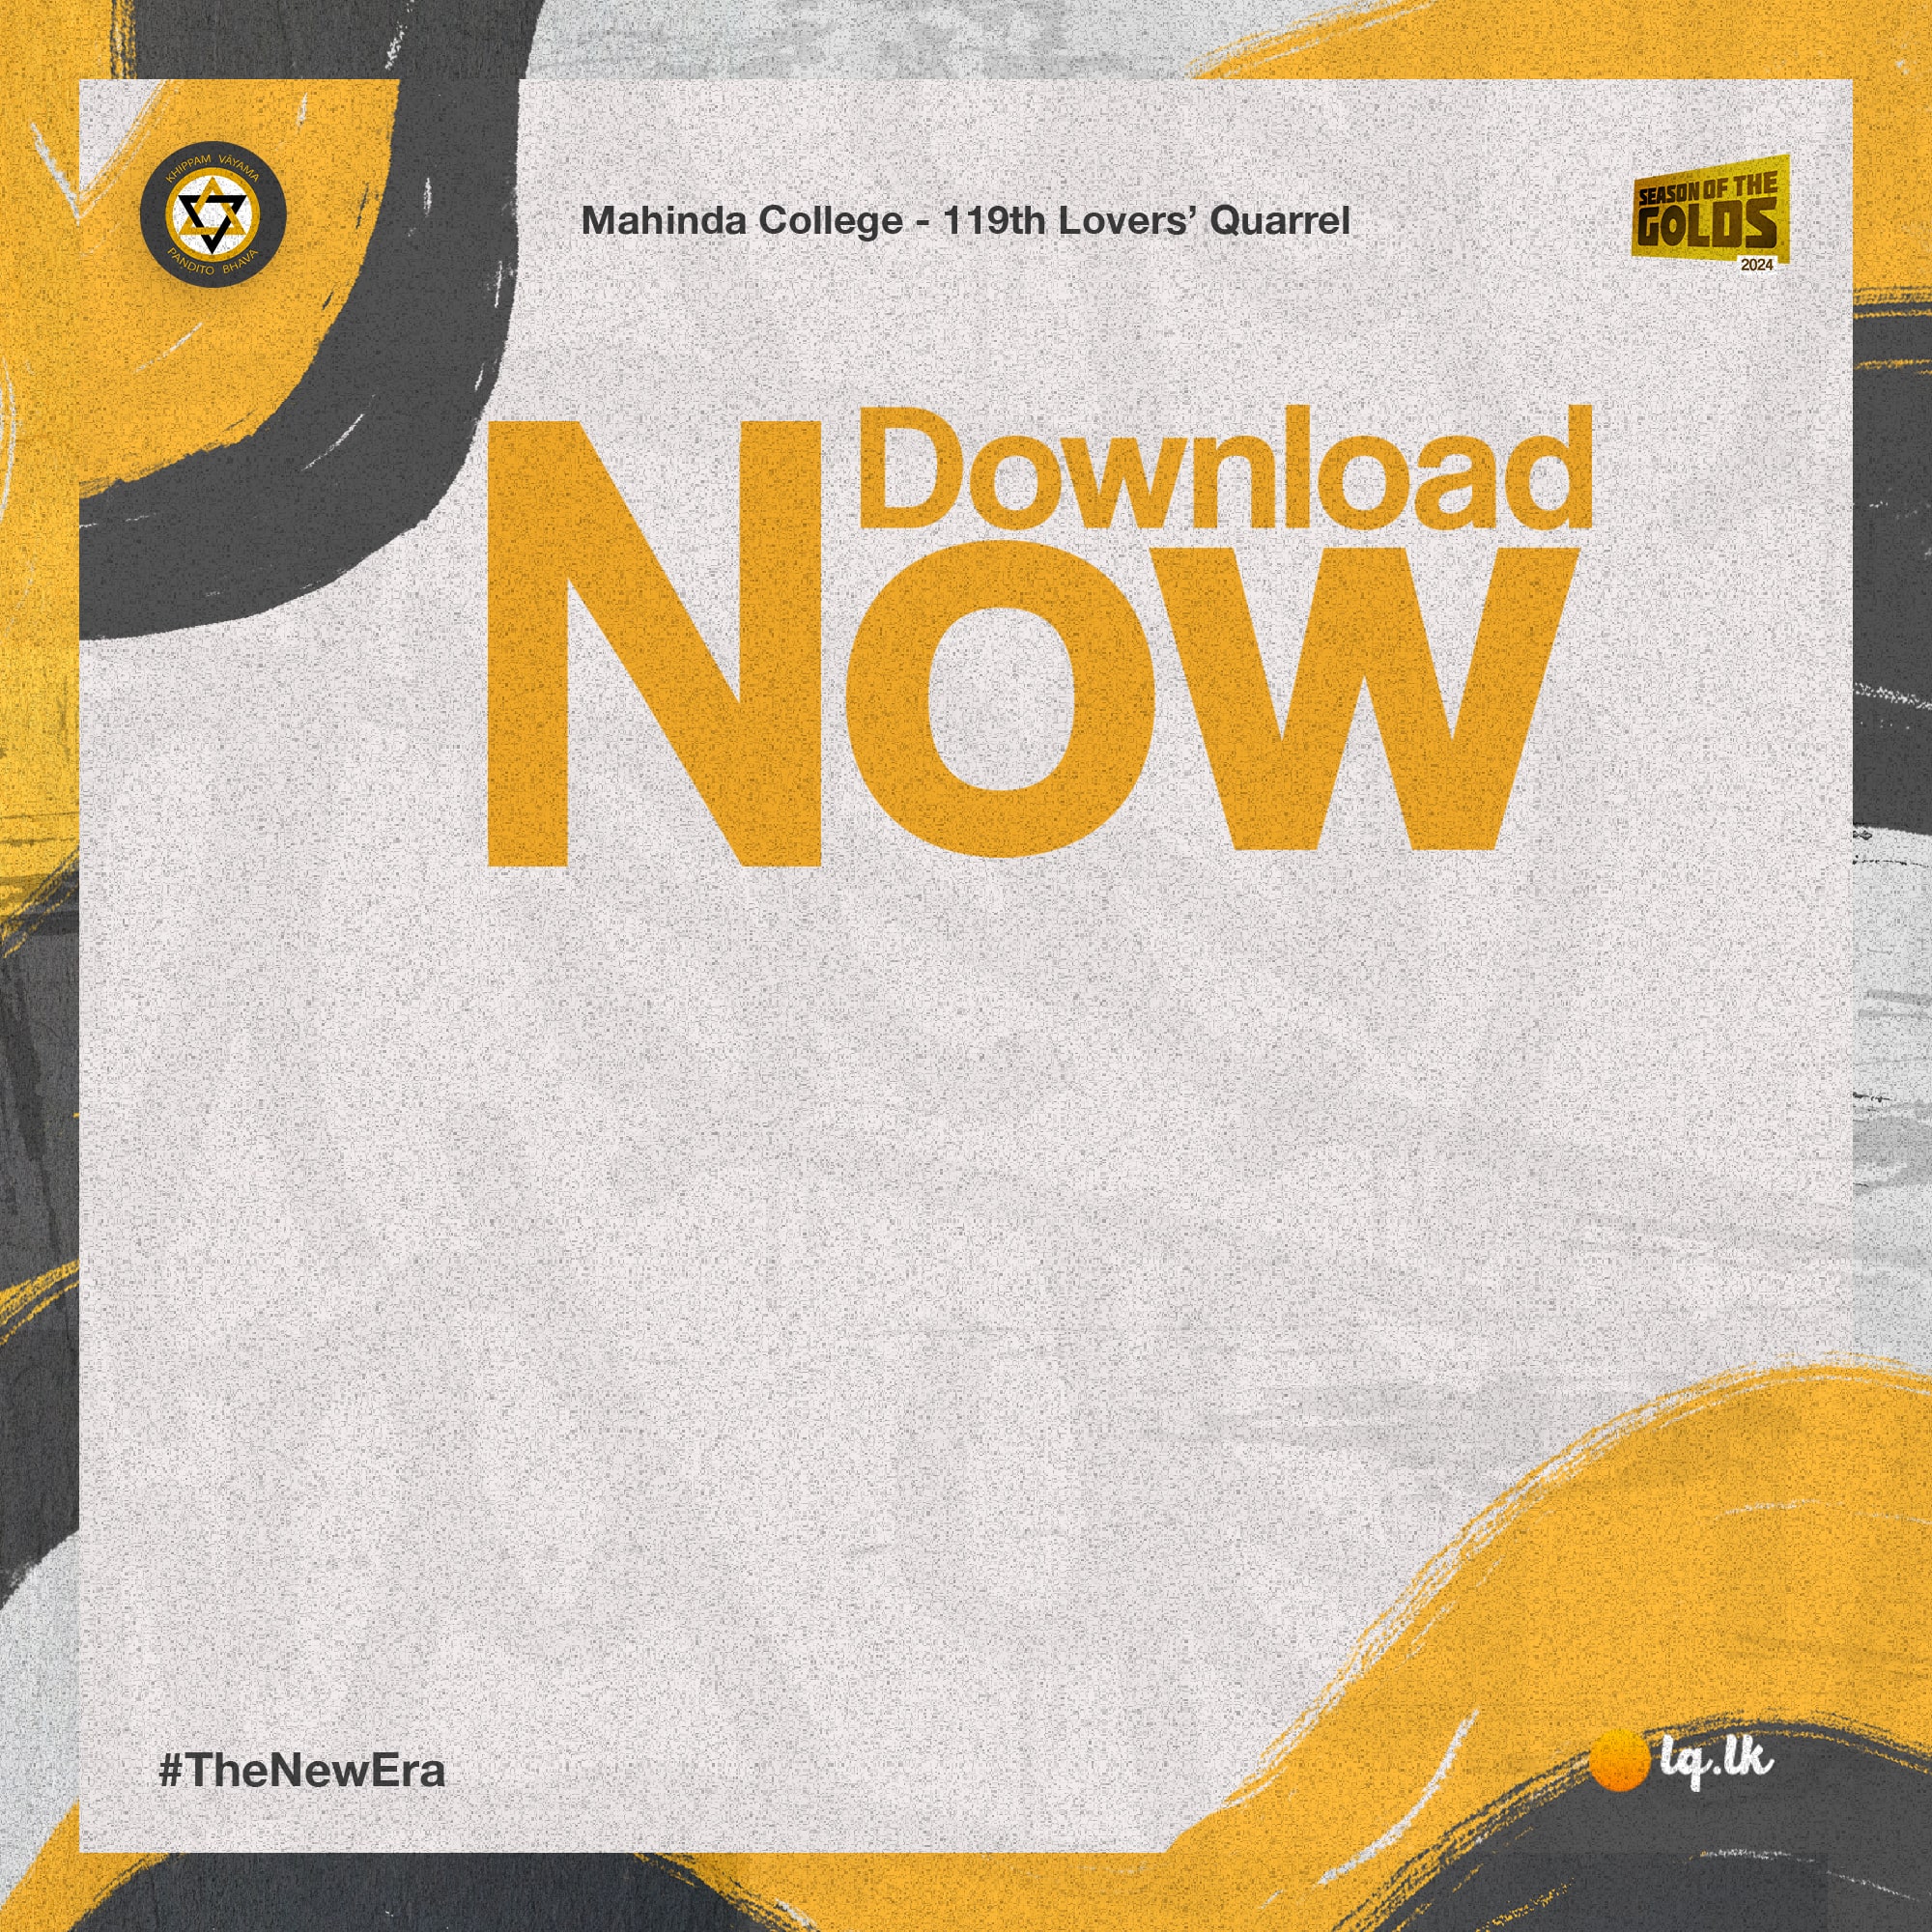 KHIPPAM VĀYAMA
PANDITO BHAVA
Mahinda College - 119th Lovers’ Quarrel
SEASON OF THE
GOLDS
2024
Download
Now
#TheNewEra
lq.lk